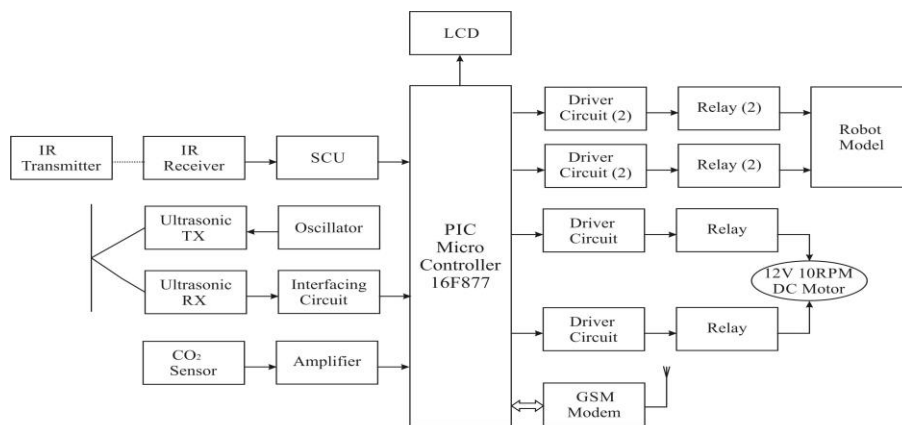 LCD
IR
Transmitter
IR
Receiver
SCU
Ultrasonic
TX
Oscillator
Ultrasonic
RX
Interfacing
Circuit
CO₂
Sensor
Amplifier
PIC
Micro
Controller
16F877
Driver
Circuit (2)
Relay (2)
Driver
Circuit (2)
Relay (2)
Robot
Model
Driver
Circuit
Relay
12V 10RPM
DC Motor
Driver
Circuit
Relay
GSM
Modem